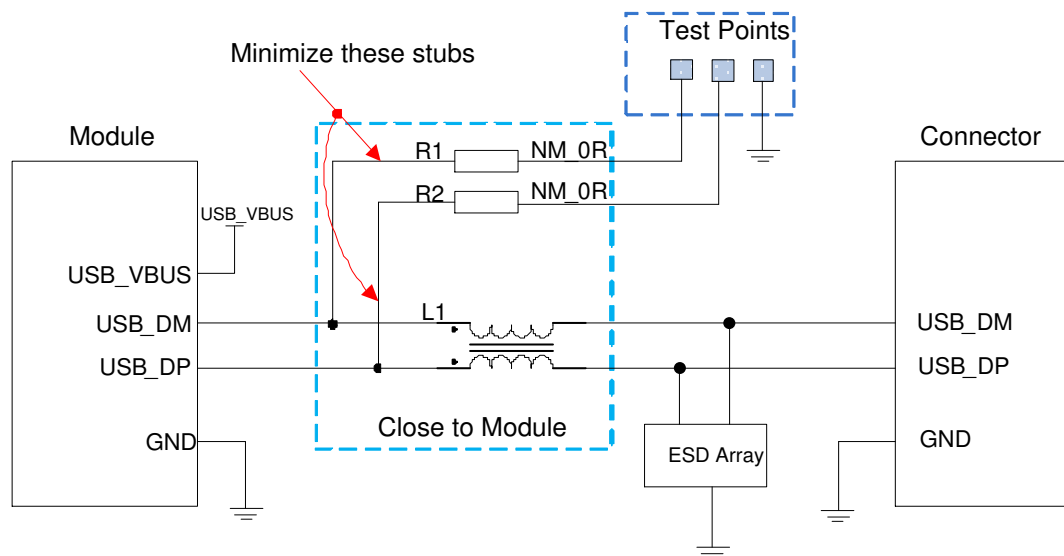 Test Points
Minimize these stubs
Module
Connector
R1
NM_0R
R2
NM_0R
USB_VBUS
USB_VBUS
L1
USB_DM
USB_DM
USB_DP
USB_DP
Close to Module
GND
GND
ESD Array